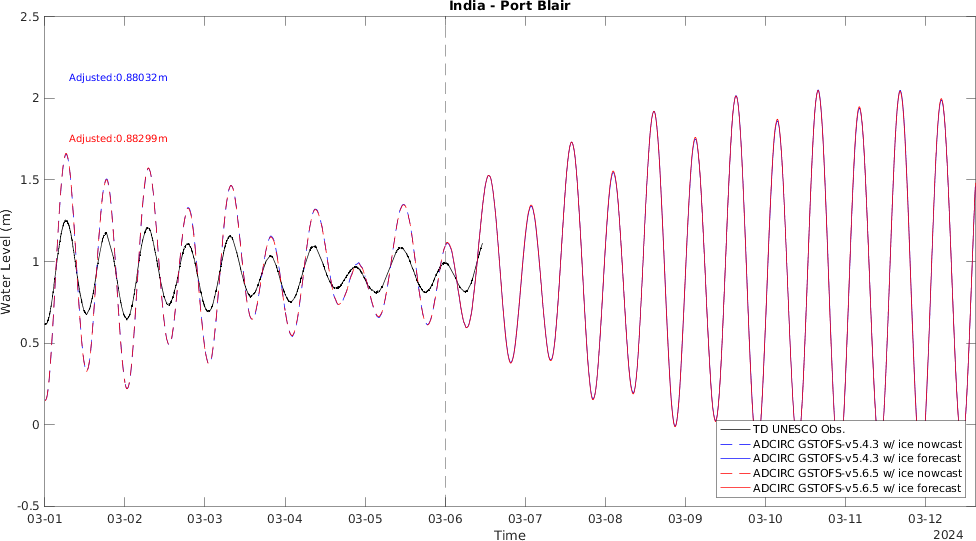 India - Port Blair
2.5
2
1.5
1
0.5
0
-0.5
Water Level (m)
Adjusted:0.88032m
Adjusted:0.88299m
TD UNESCO Obs.
ADCIRC GSTOFS-v5.4.3 w/ ice nowcast
ADCIRC GSTOFS-v5.4.3 w/ ice forecast
ADCIRC GSTOFS-v5.6.5 w/ ice nowcast
ADCIRC GSTOFS-v5.6.5 w/ ice forecast
03-01 03-02 03-03 03-04 03-05 03-06 03-07 03-08 03-09 03-10 03-11 03-12
Time
2024